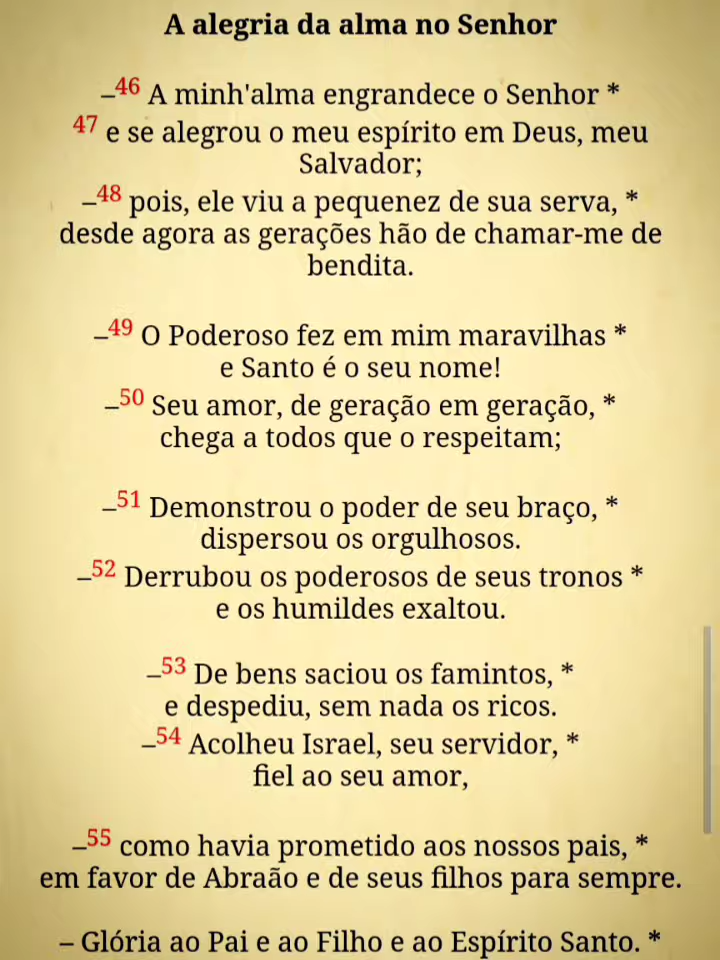 A alegria da alma no Senhor
–46 A minh'alma engrandece o Senhor *
47 e se alegrou o meu espírito em Deus, meu
Salvador;
–48 pois, ele viu a pequenez de sua serva, *
desde agora as gerações hão de chamar-me de
bendita.
–49 O Poderoso fez em mim maravilhas *
e Santo é o seu nome!
–50 Seu amor, de geração em geração, *
chega a todos que o respeitam;
–51 Demonstrou o poder de seu braço, *
dispersou os orgulhosos.
–52 Derrubou os poderosos de seus tronos *
e os humildes exaltou.
–53 De bens saciou os famintos, *
e despediu, sem nada os ricos.
–54 Acolheu Israel, seu servidor, *
fiel ao seu amor,
–55 como havia prometido aos nossos pais, *
em favor de Abraão e de seus filhos para sempre.
– Glória ao Pai e ao Filho e ao Espírito Santo. *